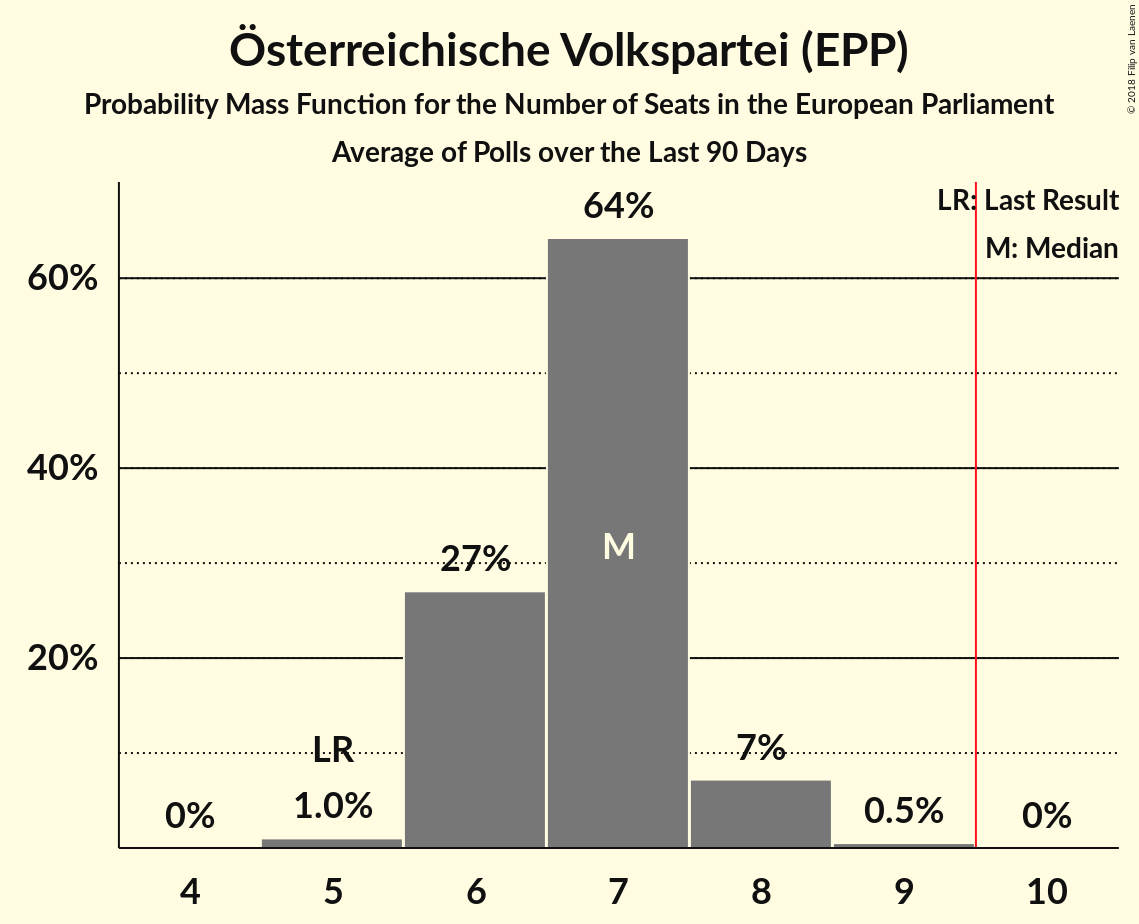 Österreichische Volkspartei (EPP)
Probability Mass Function for the Number of Seats in the European Parliament
Average of Polls over the Last 90 Days
© 2018 Filip van Laenen
LR: Last Result
M: Median
64%
60%
40%
M
27%
20%
LR
7%
0%
1.0%
0.5%
0%
4 5 6 7 8 9 10